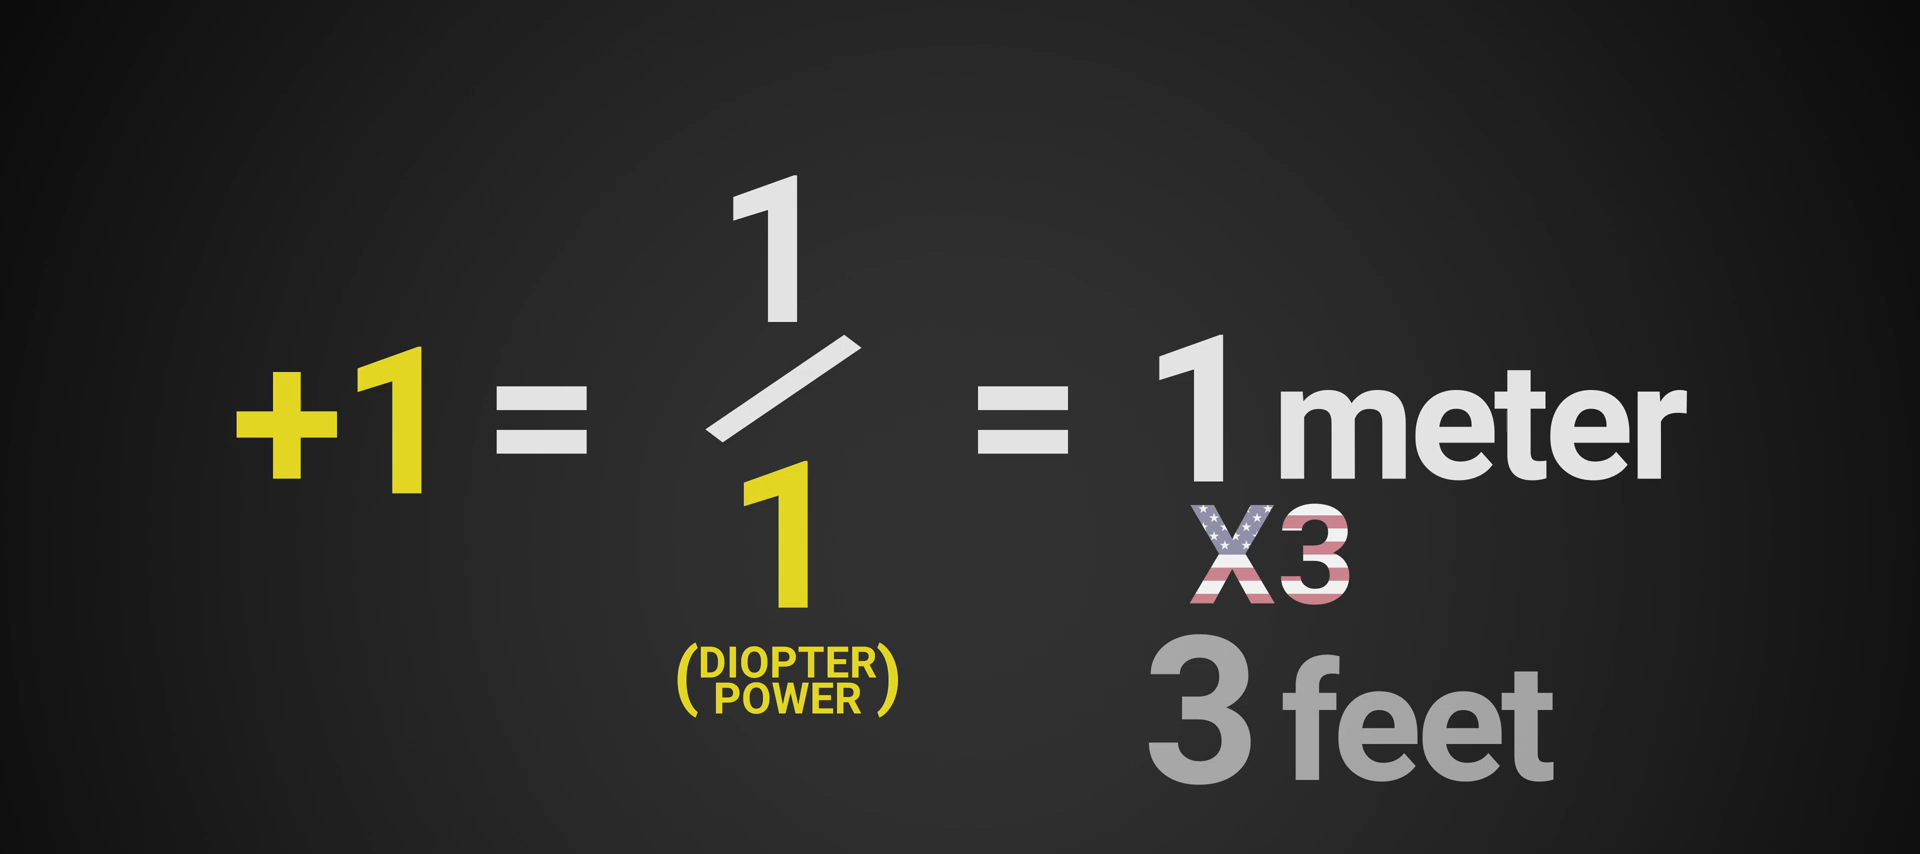 +1 = 1/1 = 1 meter
(DIOPTER
POWER)
X3
3 feet